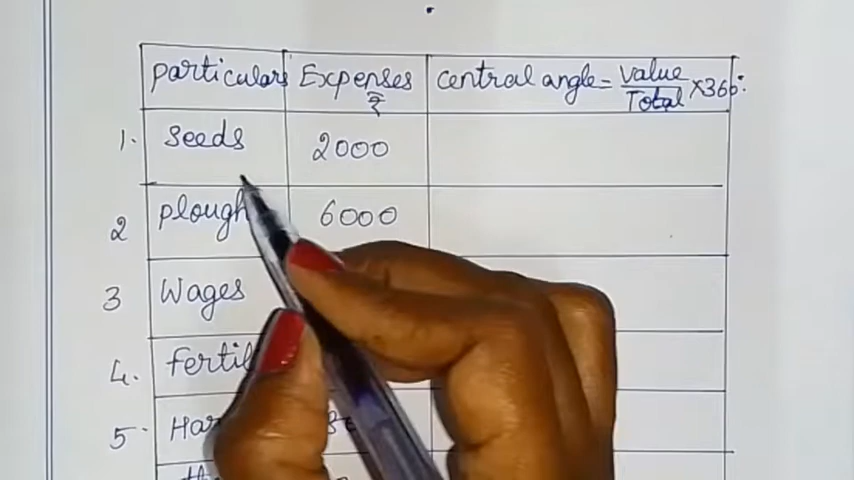 Particulars Expenses ₹ Central angle = Value/Total ×360°
1. Seeds 2000
2 Plough 6000
3 Wages
4. Fertil
5. Har